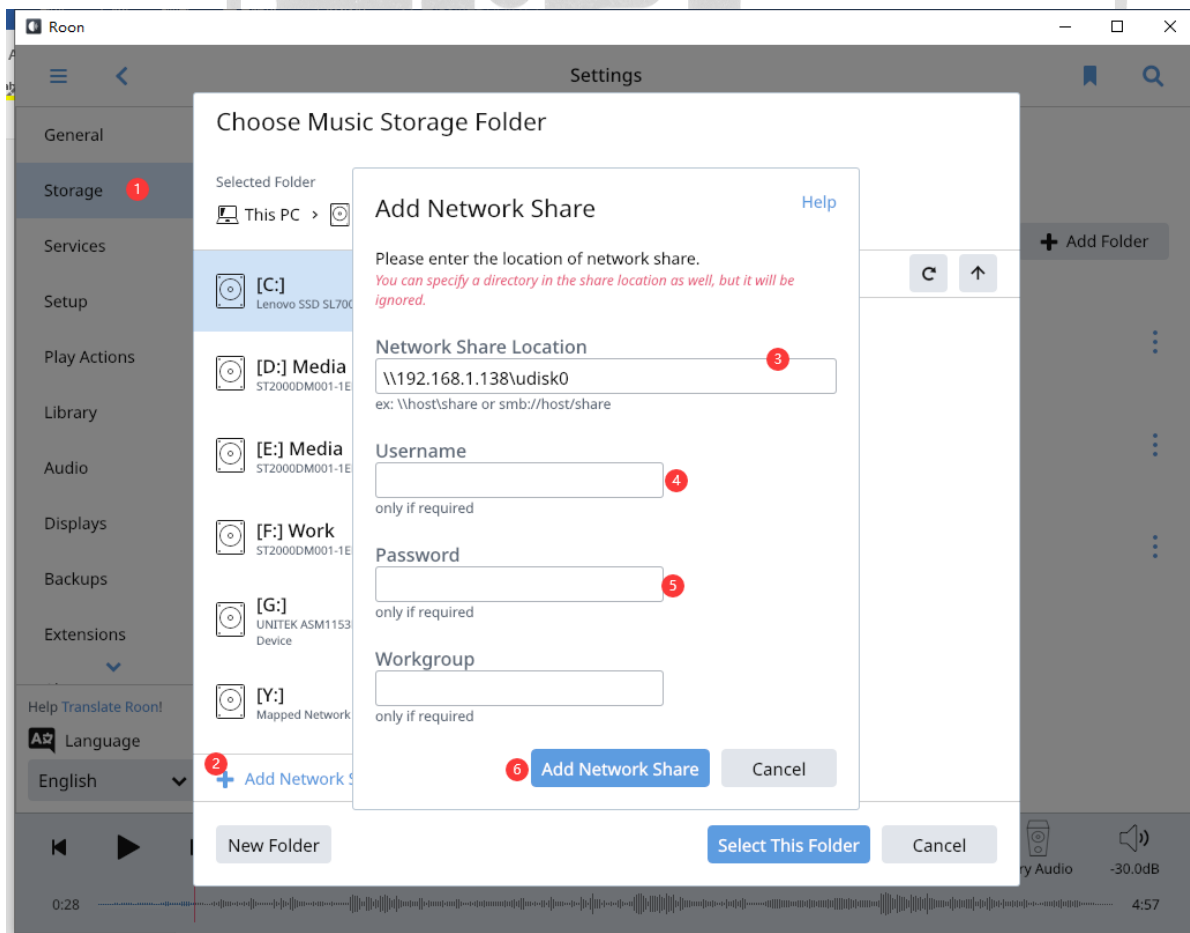 Roon
Settings
General
Storage 1
Services
Setup
Play Actions
Library
Audio
Displays
Backups
Extensions
Help Translate Roon!
Language
English
Choose Music Storage Folder
Selected Folder
This PC >
[C:]
Lenovo SSD SL700
[D:] Media
ST2000DM001-1E
[E:] Media
ST2000DM001-1E
[F:] Work
ST2000DM001-1E
[G:]
UNITEK ASM1153
Device
[Y:]
Mapped Network
2
+ Add Network
New Folder
Select This Folder
Cancel
+ Add Folder
Add Network Share
Help
Please enter the location of network share.
You can specify a directory in the share location as well, but it will be
ignored.
Network Share Location
3
\\192.168.1.138\udisk0
ex: \\host\share or smb://host/share
Username
4
only if required
Password
5
only if required
Workgroup
only if required
6 Add Network Share
Cancel
Audio
-30.0dB
0:28
4:57